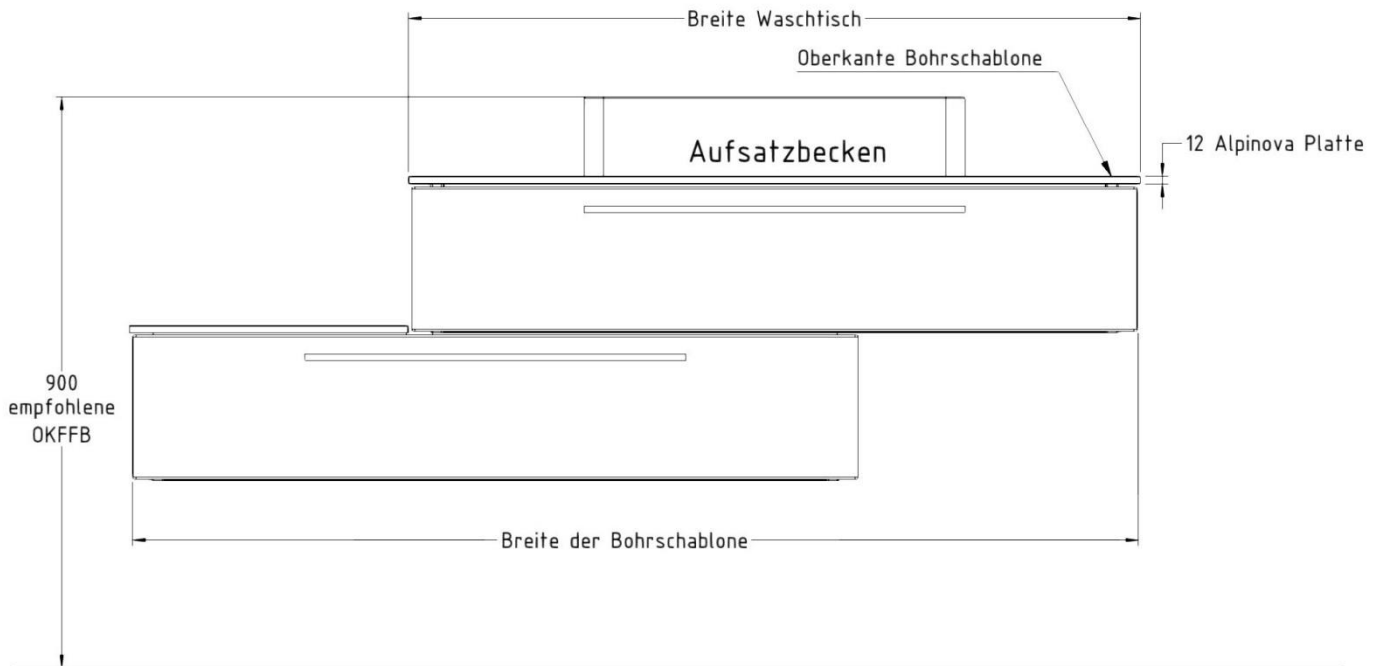 Breite Waschtisch
Oberkante Bohrschablone
12 Alpinova Platte
Aufsatzbecken
900
empfohlene
OKFFB
Breite der Bohrschablone